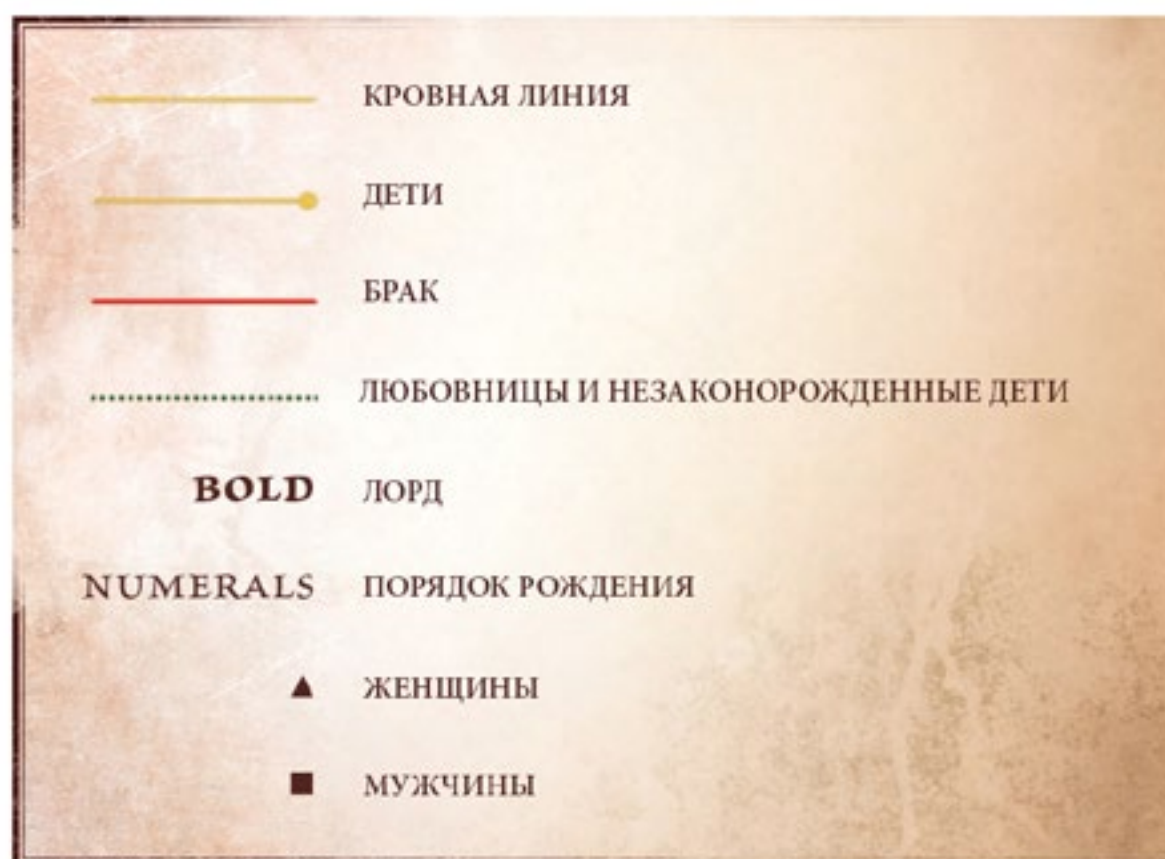 КРОВНАЯ ЛИНИЯ
ДЕТИ
БРАК
ЛЮБОВНИЦЫ И НЕЗАКОНОРОЖДЕННЫЕ ДЕТИ
BOLD ЛОРД
NUMERALS ПОРЯДОК РОЖДЕНИЯ
ЖЕНЩИНЫ
МУЖЧИНЫ